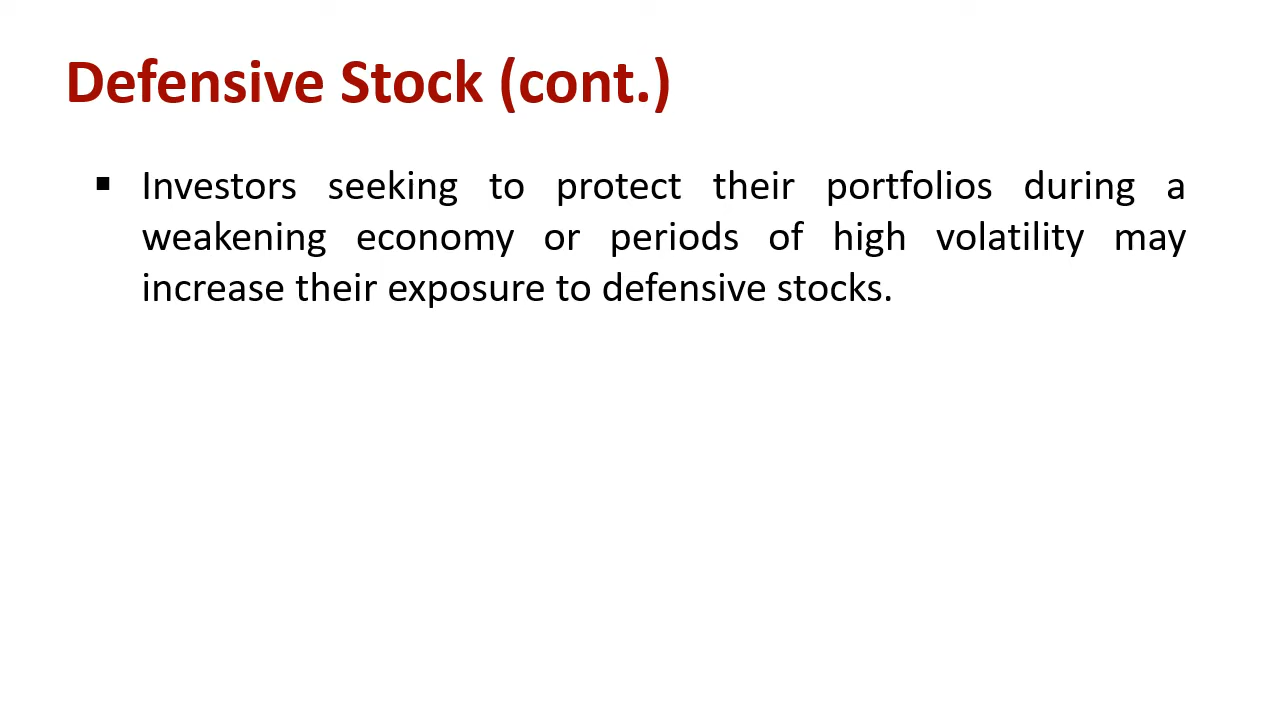 Defensive Stock (cont.)
▪ Investors seeking to protect their portfolios during a
weakening economy or periods of high volatility may
increase their exposure to defensive stocks.